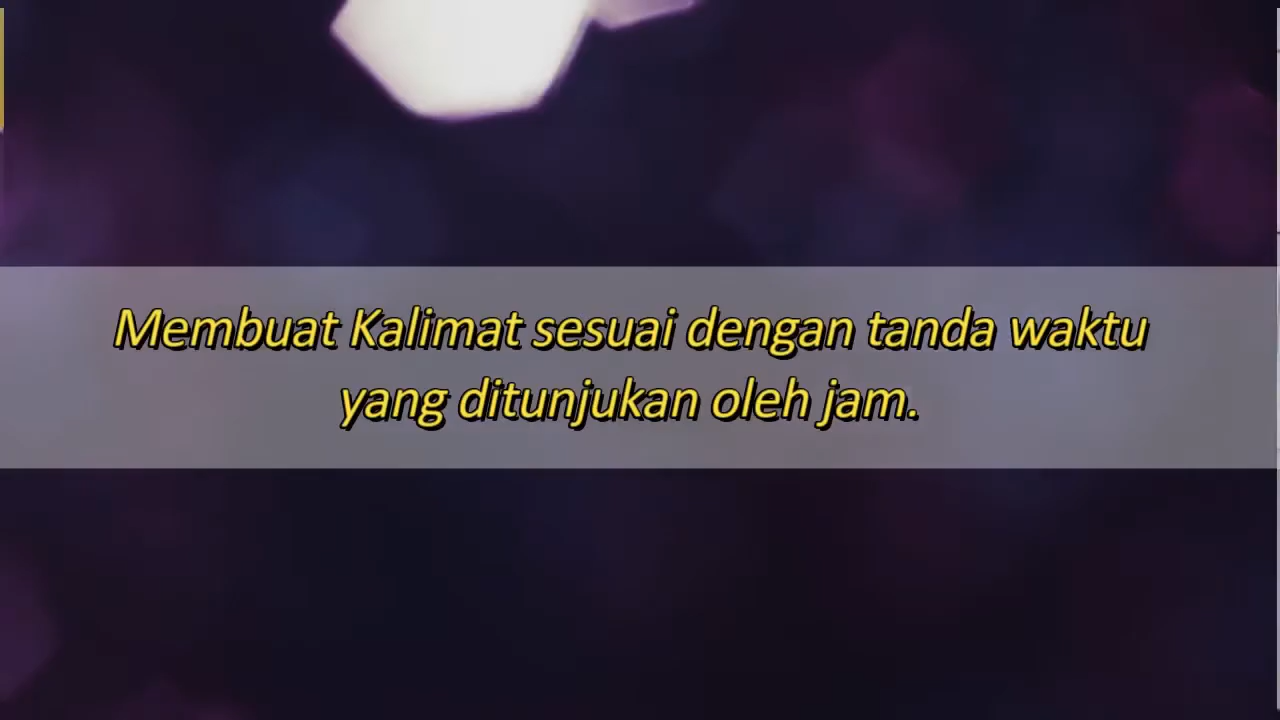 Membuat Kalimat sesuai dengan tanda waktu
yang ditunjukan oleh jam.